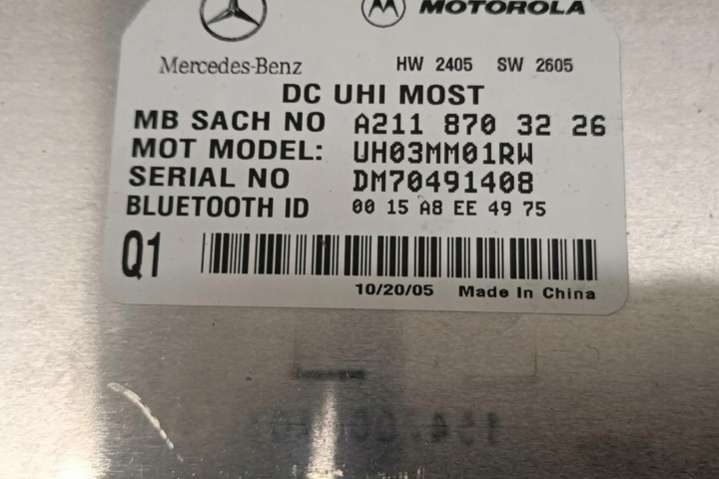 MOTOROLA
Mercedes-Benz HW 2405 SW 2605
DC UHI MOST
MB SACH NO A211 870 32 26
MOT MODEL: UH03MM01RW
SERIAL NO DM70491408
BLUETOOTH ID 00 15 A8 EE 49 75
Q1
10/20/05 Made In China